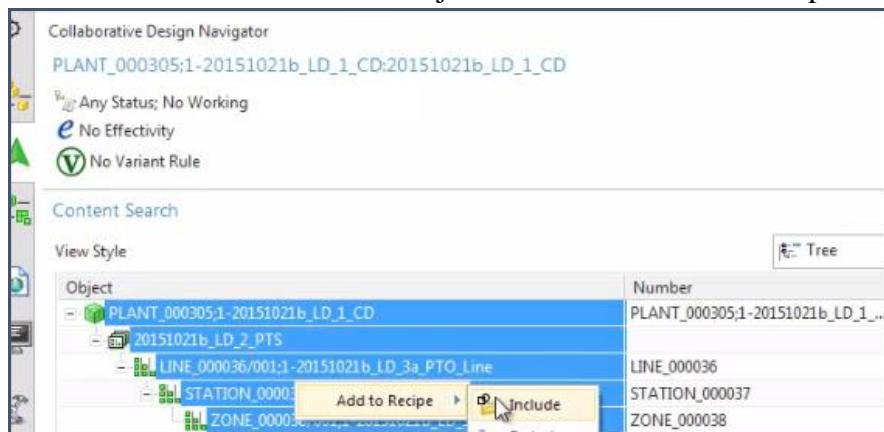 Collaborative Design Navigator
PLANT_000305;1-20151021b_LD_1_CD:20151021b_LD_1_CD
Any Status; No Working
No Effectivity
V No Variant Rule
Content Search
View Style Tree
Object Number
PLANT_000305;1-20151021b_LD_1_CD PLANT_000305;1-20151021b_LD_1_...
20151021b_LD_2_PTS
LINE_000036/001;1-20151021b_LD_3a_PTO_Line LINE_000036
STATION_00003 Add to Recipe Include STATION_000037
ZONE_00003 ZONE_000038